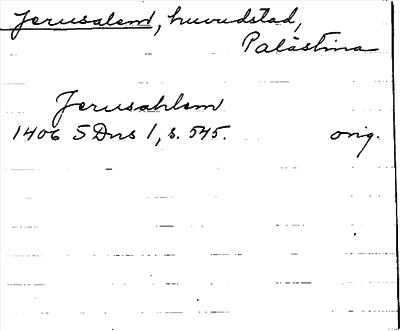 Jerusalem, huvudstad,
Palästina
Jerusahlem
1406 SDns 1, s. 545. orig.